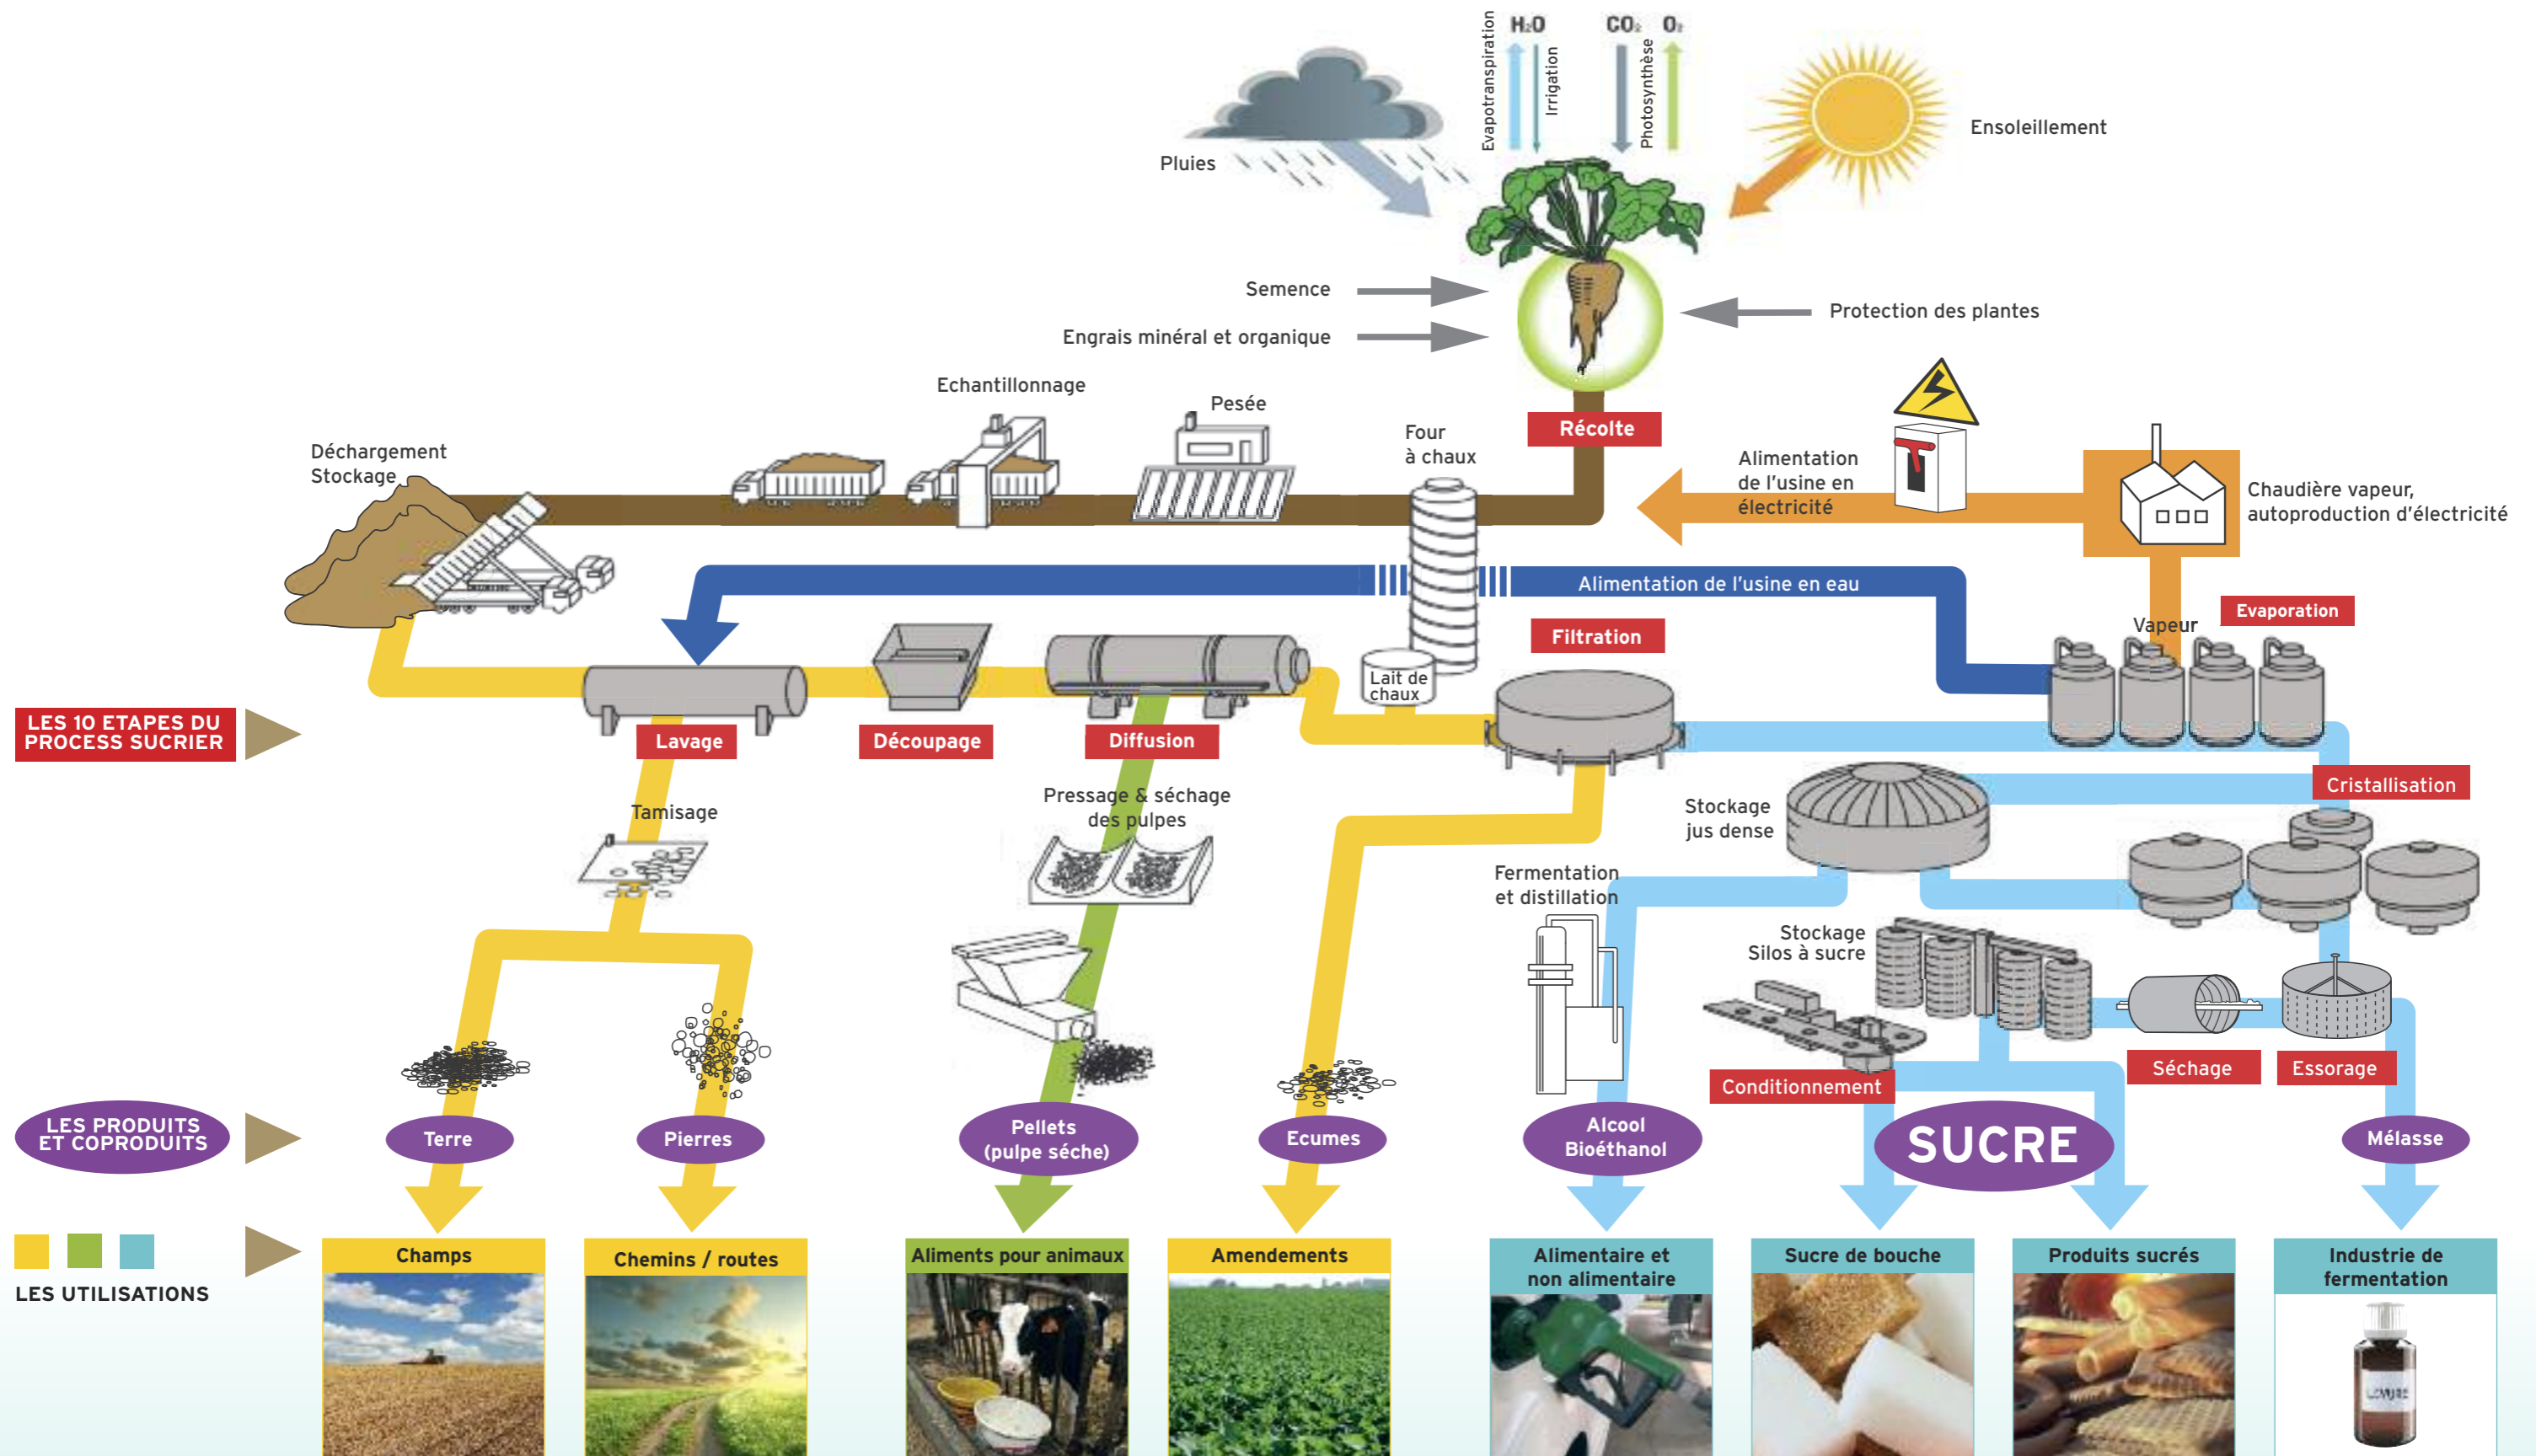 H₂O
CO₂
O₂
Evapotranspiration
Irrigation
Photosynthèse
Pluies
Ensoleillement
Semence
Engrais minéral et organique
Protection des plantes
Récolte
Echantillonnage
Pesée
Déchargement
Stockage
Four
à chaux
Alimentation
de l'usine en
électricité
Chaudière vapeur,
autoproduction d'électricité
Alimentation de l'usine en eau
Vapeur
Evaporation
Filtration
Lait de
chaux
LES 10 ETAPES DU
PROCESS SUCRIER
Lavage
Découpage
Diffusion
Cristallisation
Tamisage
Pressage & séchage
des pulpes
Stockage
jus dense
Fermentation
et distillation
Stockage
Silos à sucre
Séchage
Essorage
Conditionnement
LES PRODUITS
ET COPRODUITS
Terre
Pierres
Pellets
(pulpe séche)
Ecumes
Alcool
Bioéthanol
SUCRE
Mélasse
LES UTILISATIONS
Champs
Chemins / routes
Aliments pour animaux
Amendements
Alimentaire et
non alimentaire
Sucre de bouche
Produits sucrés
Industrie de
fermentation
LEVURE